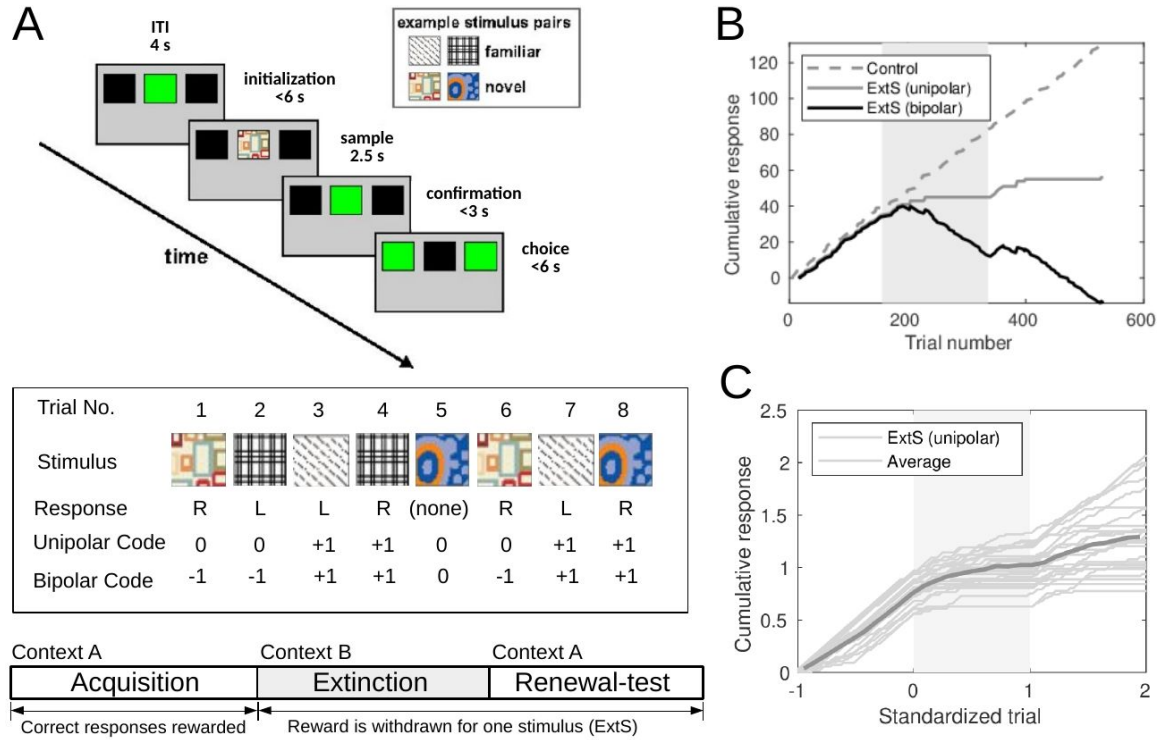 A
ITI
4 s
initialization
<6 s
sample
2.5 s
confirmation
<3 s
choice
<6 s
time
example stimulus pairs
familiar
novel
Trial No. 1 2 3 4 5 6 7 8
Stimulus
Response R L L R (none) R L R
Unipolar Code 0 0 +1 +1 0 0 +1 +1
Bipolar Code -1 -1 +1 +1 0 -1 +1 +1
Context A Context B Context A
Acquisition Extinction Renewal-test
Correct responses rewarded Reward is withdrawn for one stimulus (ExtS)
B
Cumulative response
120
100
80
60
40
20
0
Control
ExtS (unipolar)
ExtS (bipolar)
0 200 400 600
Trial number
C
Cumulative response
2.5
2
1.5
1
0.5
0
ExtS (unipolar)
Average
-1 0 1 2
Standardized trial